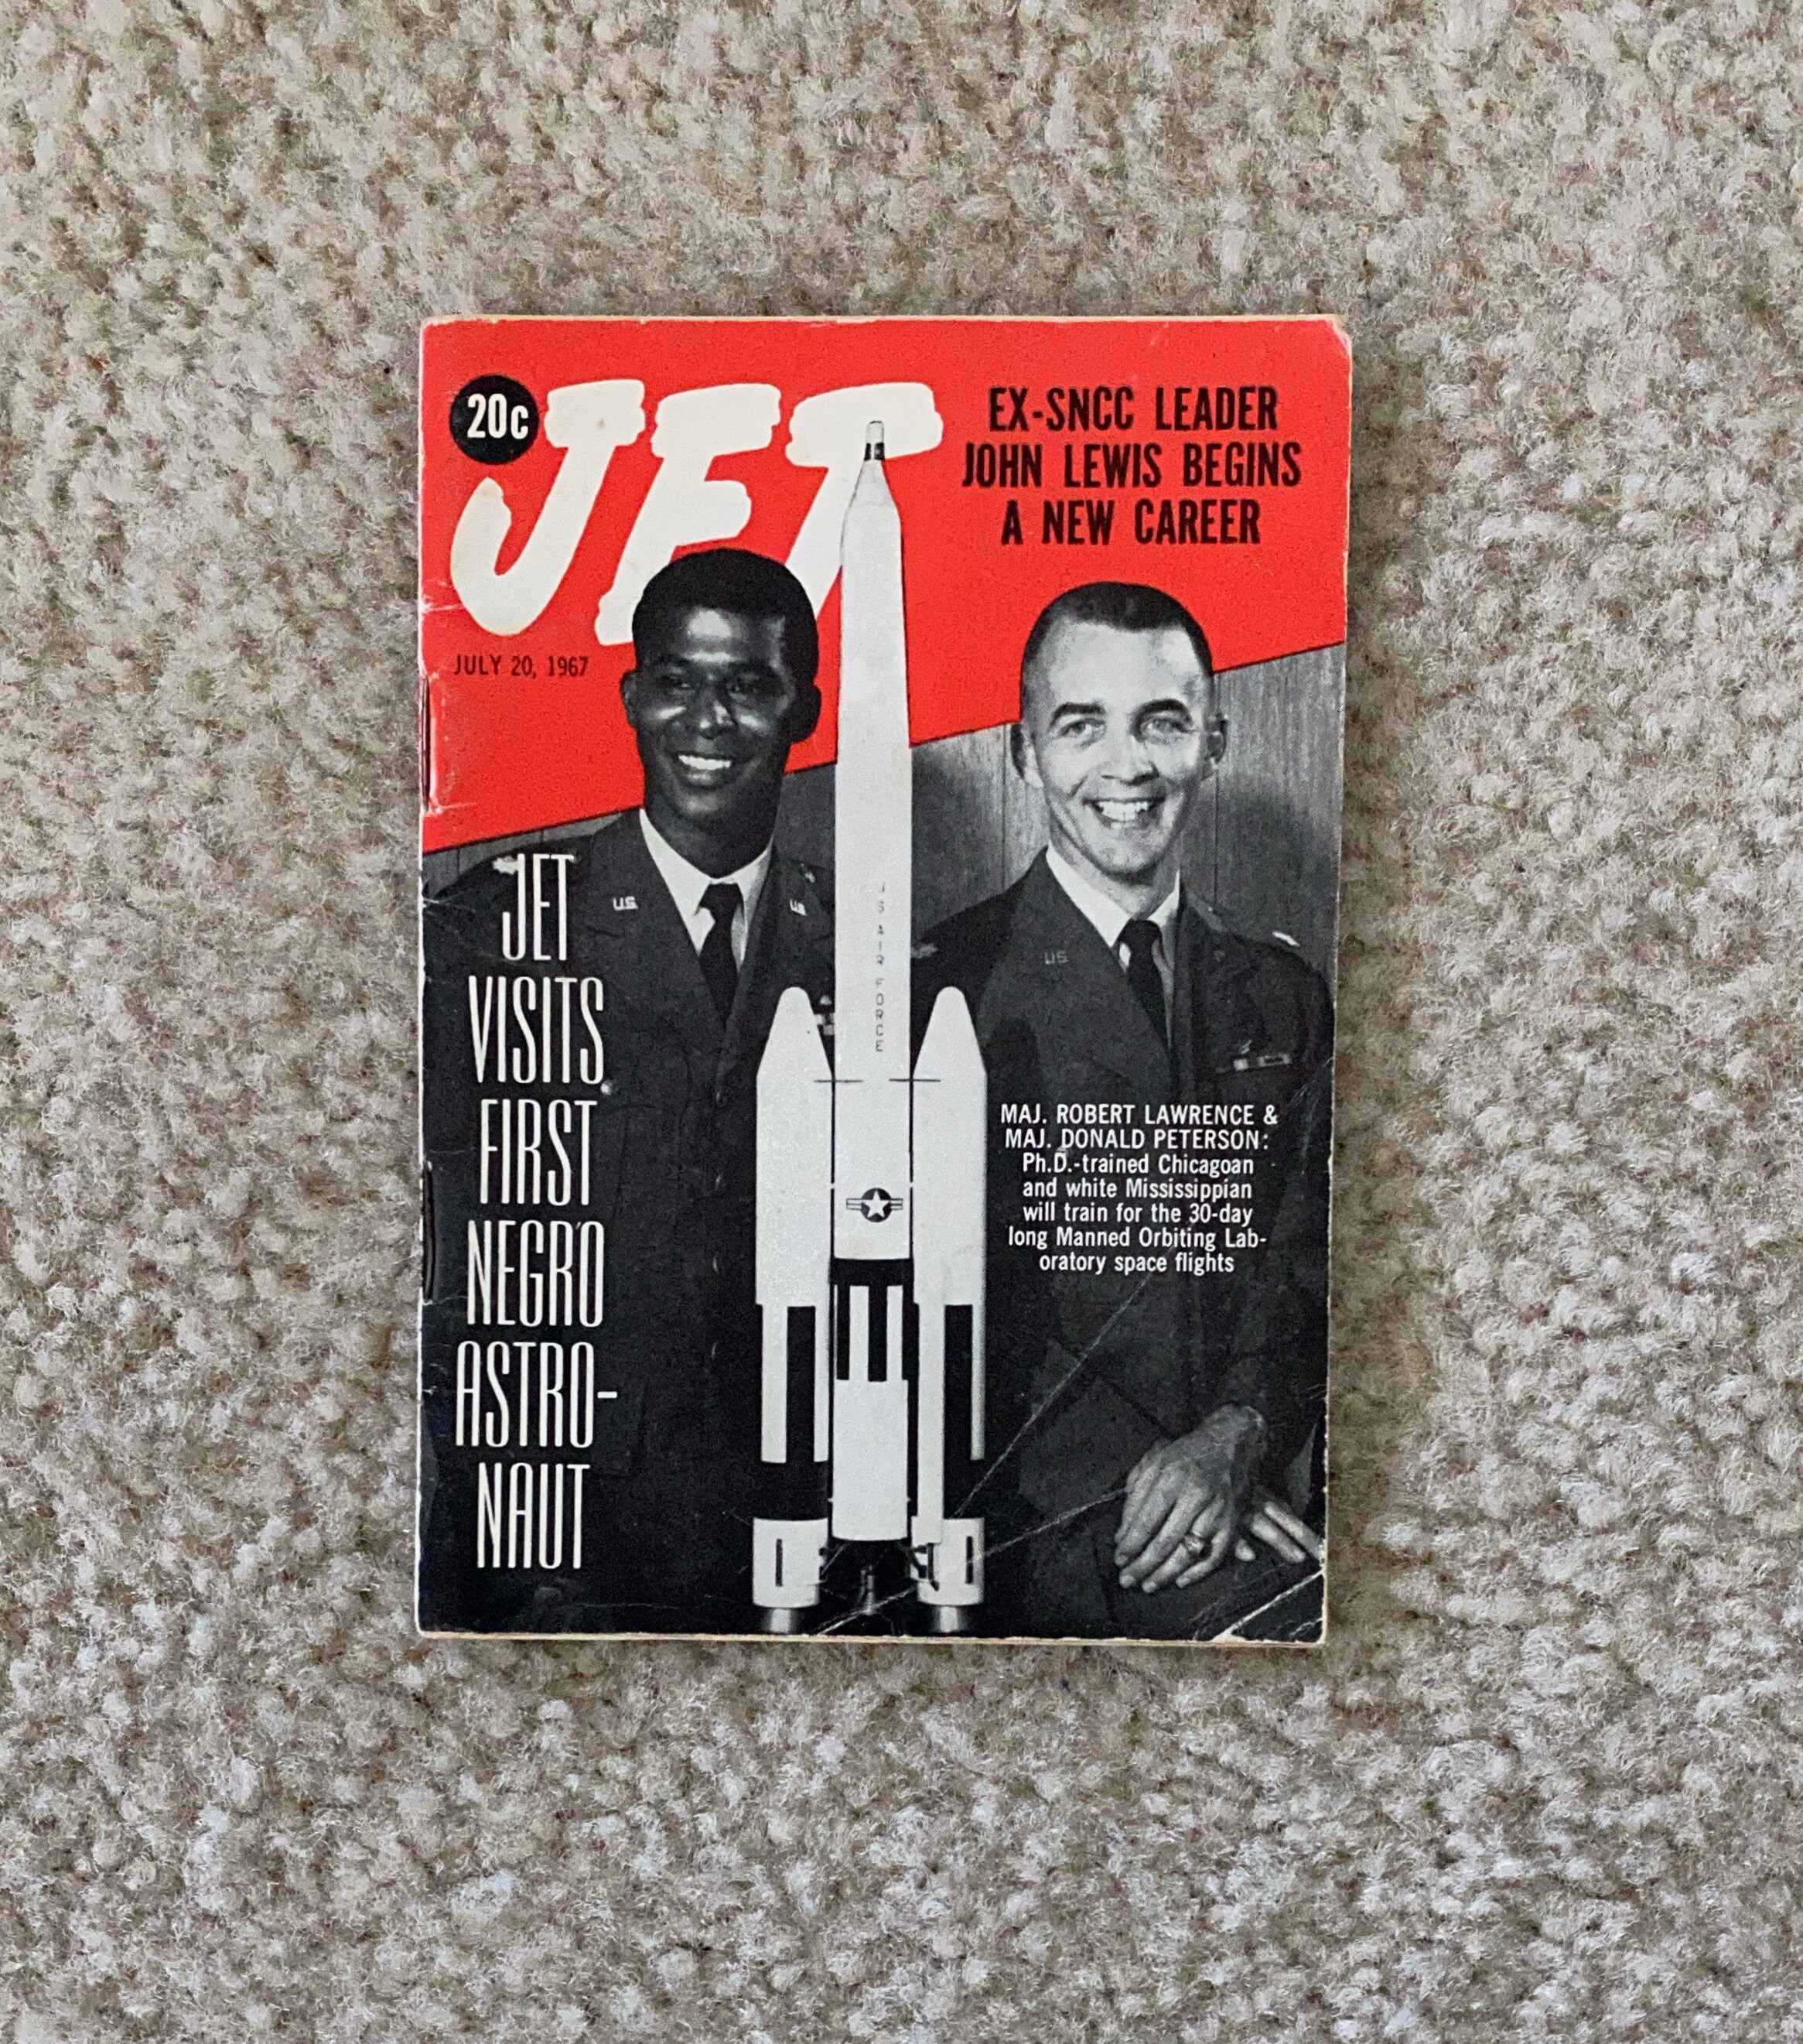 20c
JET
EX-SNCC LEADER
JOHN LEWIS BEGINS
A NEW CAREER
JULY 20, 1967
JET
VISITS
FIRST
NEGRO
ASTRO-
NAUT
U.S.
U.S.
U.S.
U S AIR FORCE
MAJ. ROBERT LAWRENCE &
MAJ. DONALD PETERSON:
Ph.D.-trained Chicagoan
and white Mississippian
will train for the 30-day
long Manned Orbiting Lab-
oratory space flights